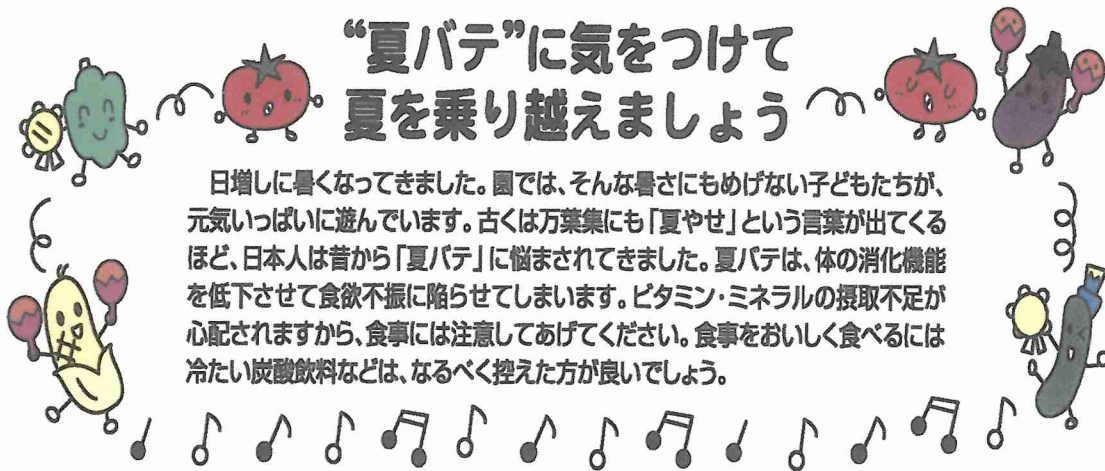 “夏バテ”に気をつけて
夏を乗り越えましょう
日増しに暑くなってきました。園では、そんな暑さにもめげない子どもたちが、
元気いっぱいに遊んでいます。古くは万葉集にも「夏やせ」という言葉が出てくる
ほど、日本人は昔から「夏バテ」に悩まされてきました。夏バテは、体の消化機能
を低下させて食欲不振に陥らせてしまいます。ビタミン・ミネラルの摂取不足が
心配されますから、食事には注意してあげてください。食事をおいしく食べるには
冷たい炭酸飲料などは、なるべく控えた方が良いでしょう。